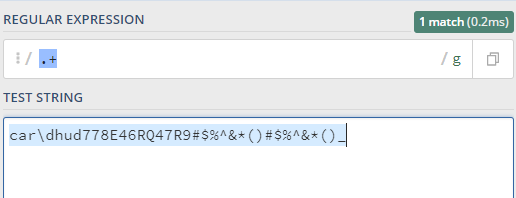 REGULAR EXPRESSION
1 match (0.2ms)
/ .+ / g
TEST STRING
car\dhud778E46RQ47R9#$%^&*()#$%^&*()_